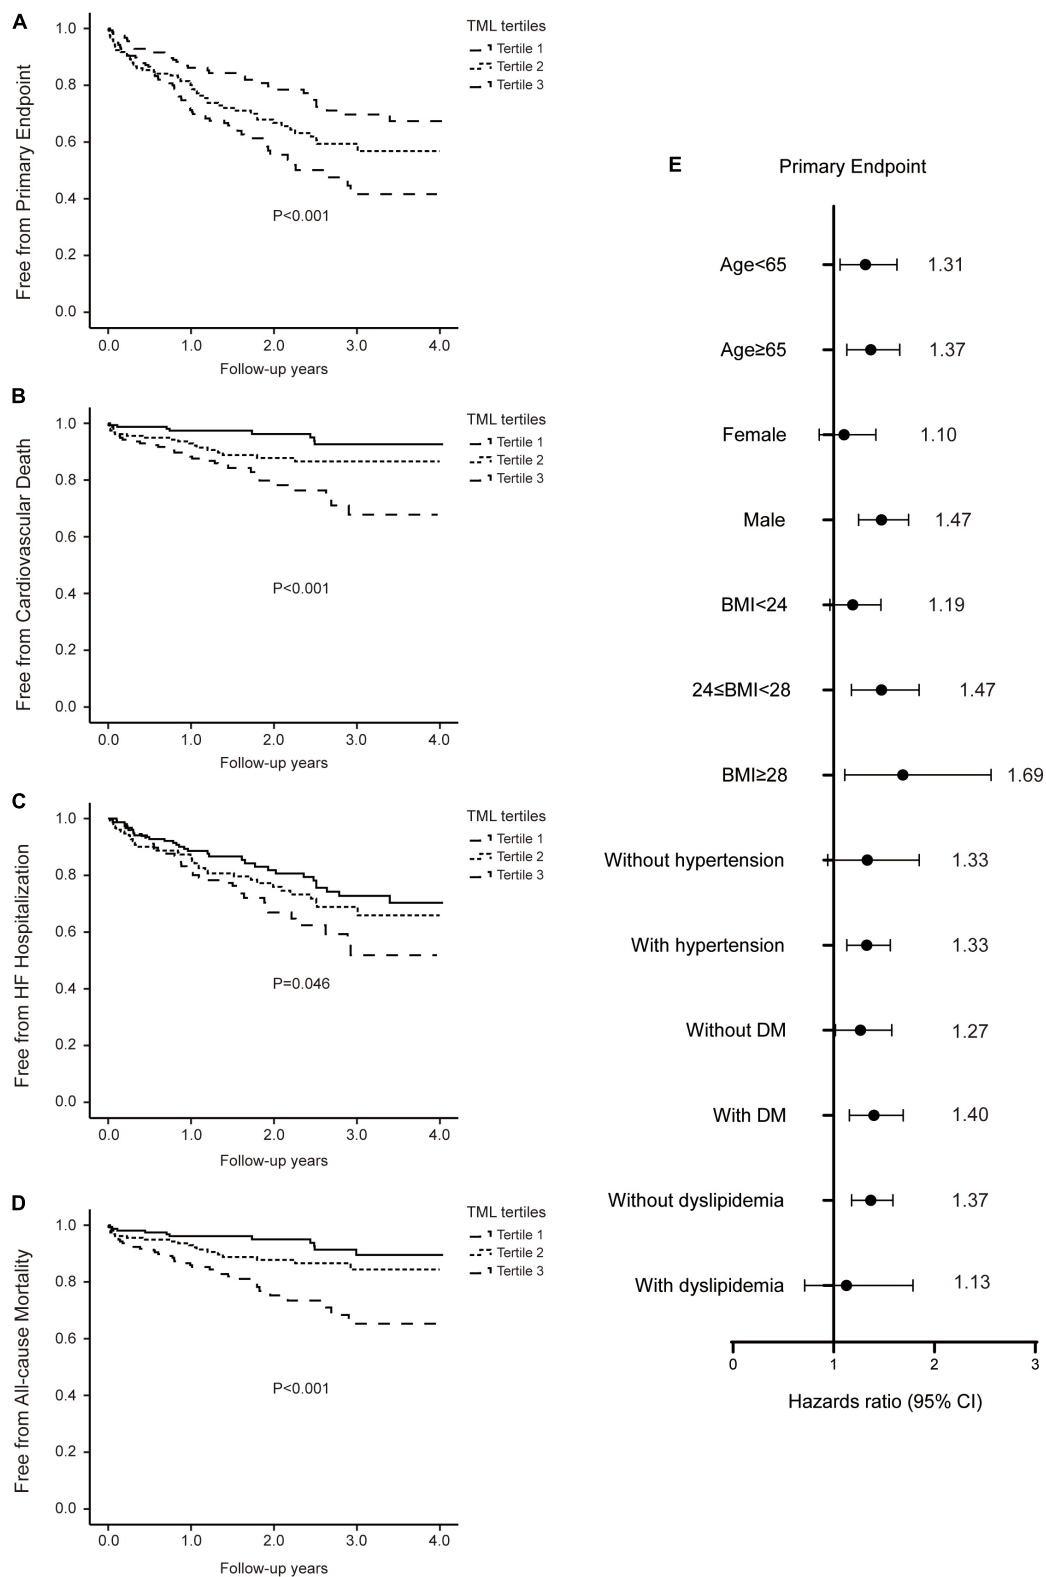 A
1.0
0.8
0.6
0.4
0.2
0.0
Free from Primary Endpoint
TML tertiles
Tertile 1
Tertile 2
Tertile 3
P<0.001
0.0 1.0 2.0 3.0 4.0
Follow-up years
B
1.0
0.8
0.6
0.4
0.2
0.0
Free from Cardiovascular Death
TML tertiles
Tertile 1
Tertile 2
Tertile 3
P<0.001
0.0 1.0 2.0 3.0 4.0
Follow-up years
C
1.0
0.8
0.6
0.4
0.2
0.0
Free from HF Hospitalization
TML tertiles
Tertile 1
Tertile 2
Tertile 3
P=0.046
0.0 1.0 2.0 3.0 4.0
Follow-up years
D
1.0
0.8
0.6
0.4
0.2
0.0
Free from All-cause Mortality
TML tertiles
Tertile 1
Tertile 2
Tertile 3
P<0.001
0.0 1.0 2.0 3.0 4.0
Follow-up years
E
Primary Endpoint
Age<65 1.31
Age≥65 1.37
Female 1.10
Male 1.47
BMI<24 1.19
24≤BMI<28 1.47
BMI≥28 1.69
Without hypertension 1.33
With hypertension 1.33
Without DM 1.27
With DM 1.40
Without dyslipidemia 1.37
With dyslipidemia 1.13
0 1 2 3
Hazards ratio (95% CI)